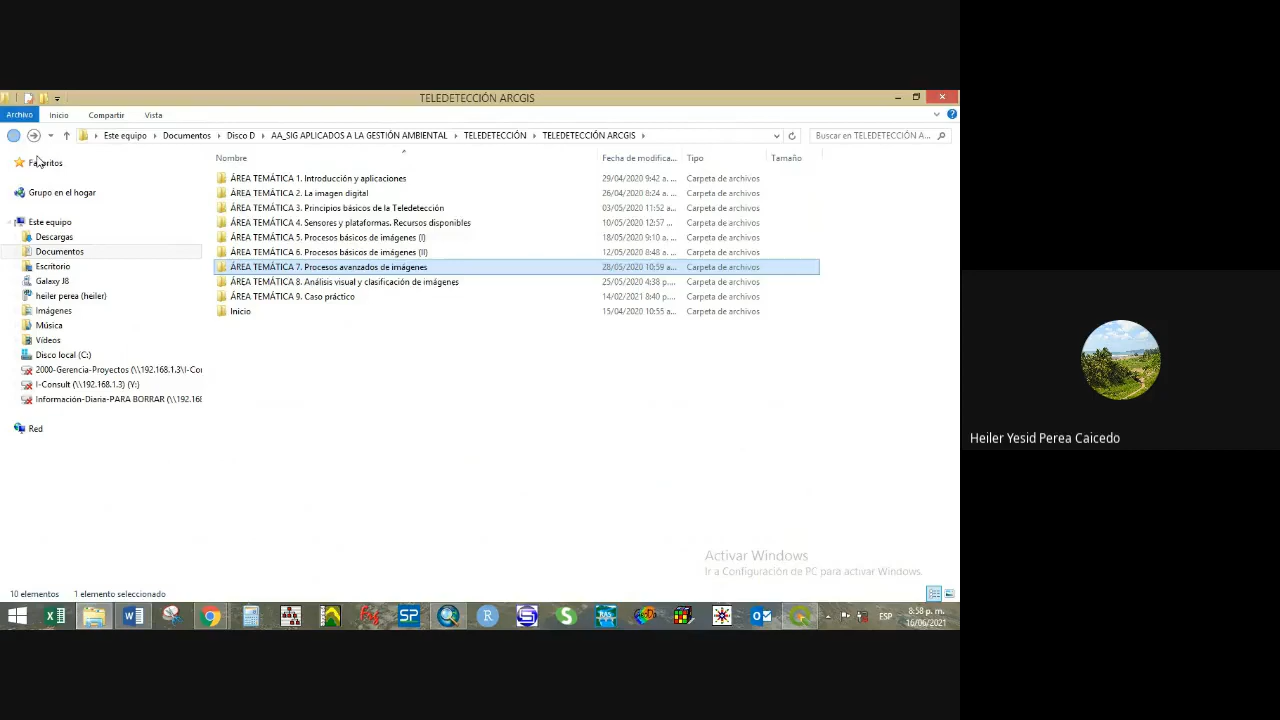 TELEDETECCIÓN ARCGIS
Archivo Inicio Compartir Vista
Este equipo Documentos Disco D AA_SIG APLICADOS A LA GESTIÓN AMBIENTAL TELEDETECCIÓN TELEDETECCIÓN ARCGIS Buscar en TELEDETECCIÓN A...
Nombre Fecha de modifica... Tipo Tamaño
Favoritos
Grupo en el hogar
Este equipo
Descargas
Documentos
Escritorio
Galaxy J8
heiler perea (heiler)
Imágenes
Música
Vídeos
Disco local (C:)
2000-Gerencia-Proyectos (\\192.168.1.3\I-Co
I-Consult (\\192.168.1.3) (Y:)
Información-Diaria-PARA BORRAR (\\192.16
Red
ÁREA TEMÁTICA 1. Introducción y aplicaciones 29/04/2020 9:42 a. ... Carpeta de archivos
ÁREA TEMÁTICA 2. La imagen digital 26/04/2020 8:24 a. ... Carpeta de archivos
ÁREA TEMÁTICA 3. Principios básicos de la Teledetección 03/05/2020 11:52 a... Carpeta de archivos
ÁREA TEMÁTICA 4. Sensores y plataformas. Recursos disponibles 10/05/2020 12:57 ... Carpeta de archivos
ÁREA TEMÁTICA 5. Procesos básicos de imágenes (I) 18/05/2020 9:10 a. ... Carpeta de archivos
ÁREA TEMÁTICA 6. Procesos básicos de imágenes (II) 12/05/2020 8:48 a. ... Carpeta de archivos
ÁREA TEMÁTICA 7. Procesos avanzados de imágenes 28/05/2020 10:59 a... Carpeta de archivos
ÁREA TEMÁTICA 8. Análisis visual y clasificación de imágenes 25/05/2020 4:38 p. ... Carpeta de archivos
ÁREA TEMÁTICA 9. Caso práctico 14/02/2021 8:40 p. ... Carpeta de archivos
Inicio 15/04/2020 10:55 a... Carpeta de archivos
Activar Windows
Ir a Configuración de PC para activar Windows.
10 elementos 1 elemento seleccionado
SP
R
ESP
8:58 p. m.
16/06/2021
Heiler Yesid Perea Caicedo